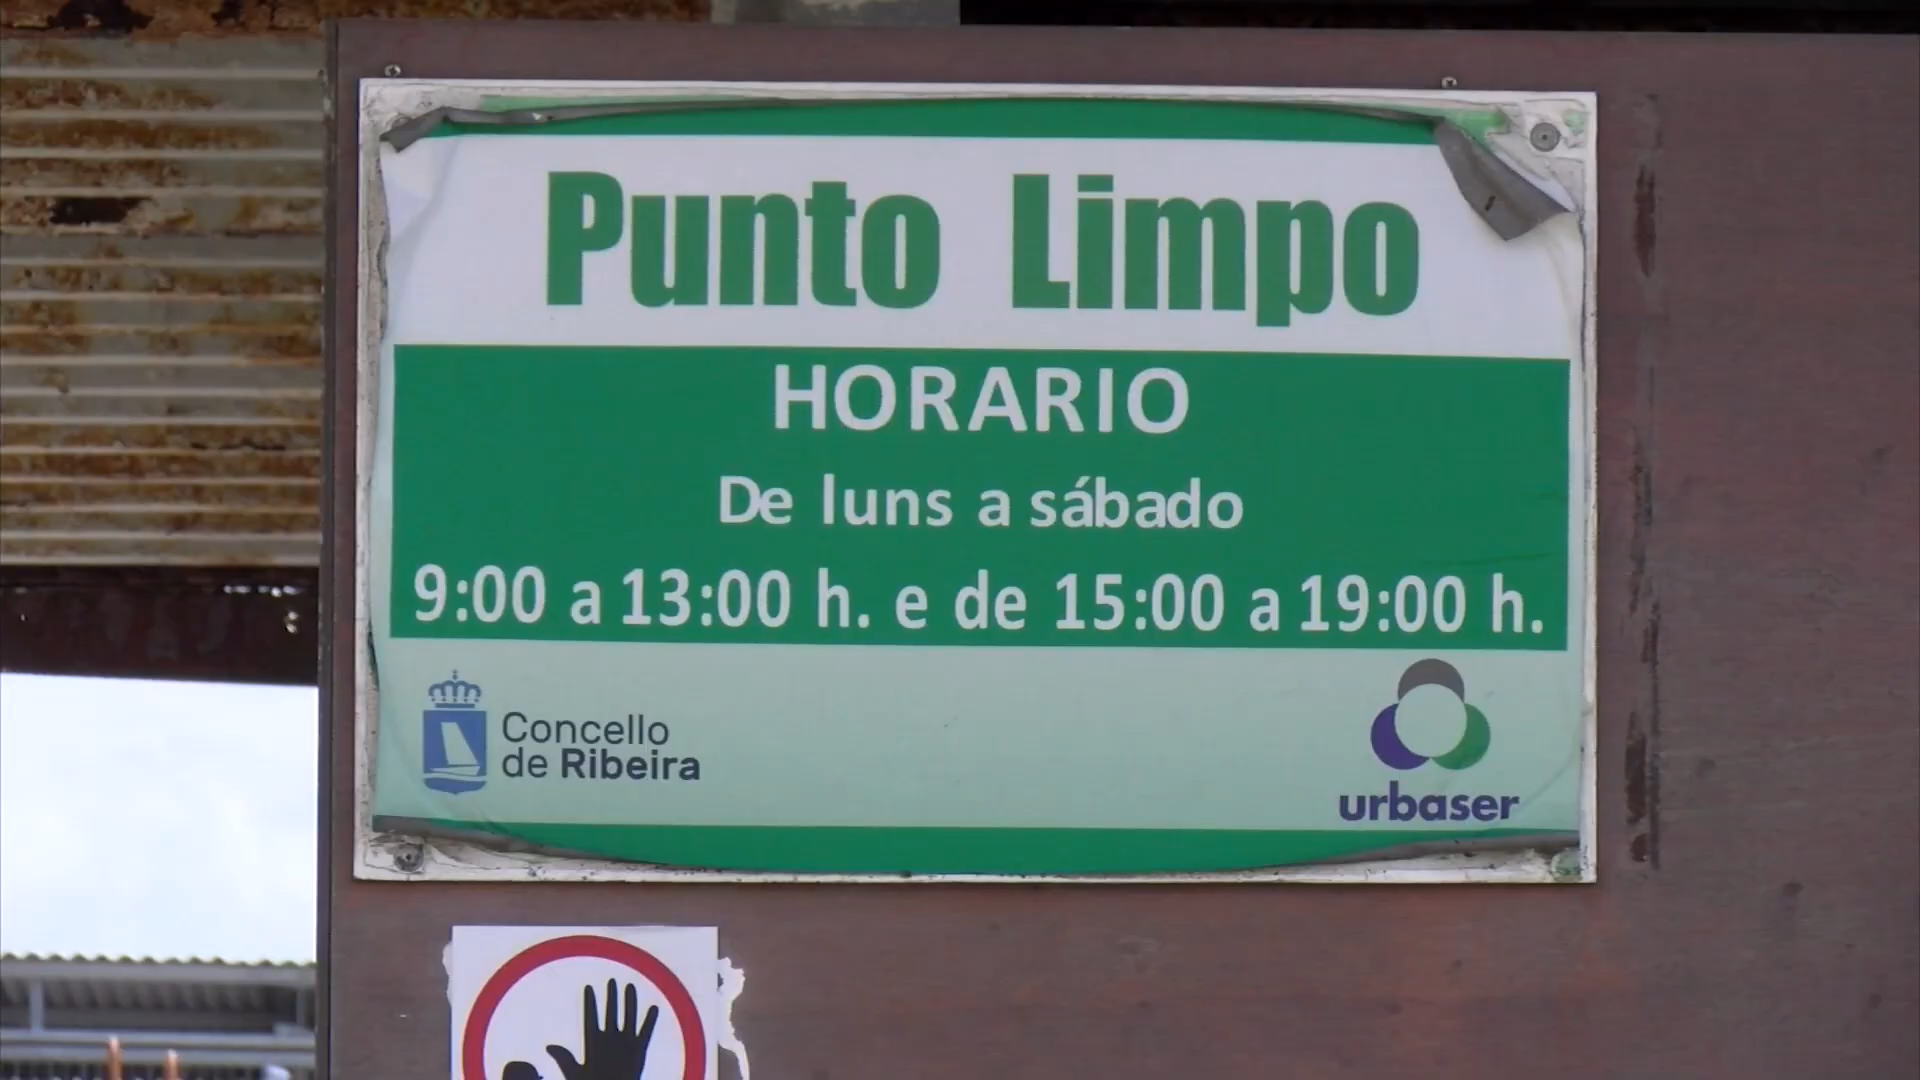 Punto Limpo
HORARIO
De luns a sábado
9:00 a 13:00 h. e de 15:00 a 19:00 h.
Concello
de Ribeira
urbaser